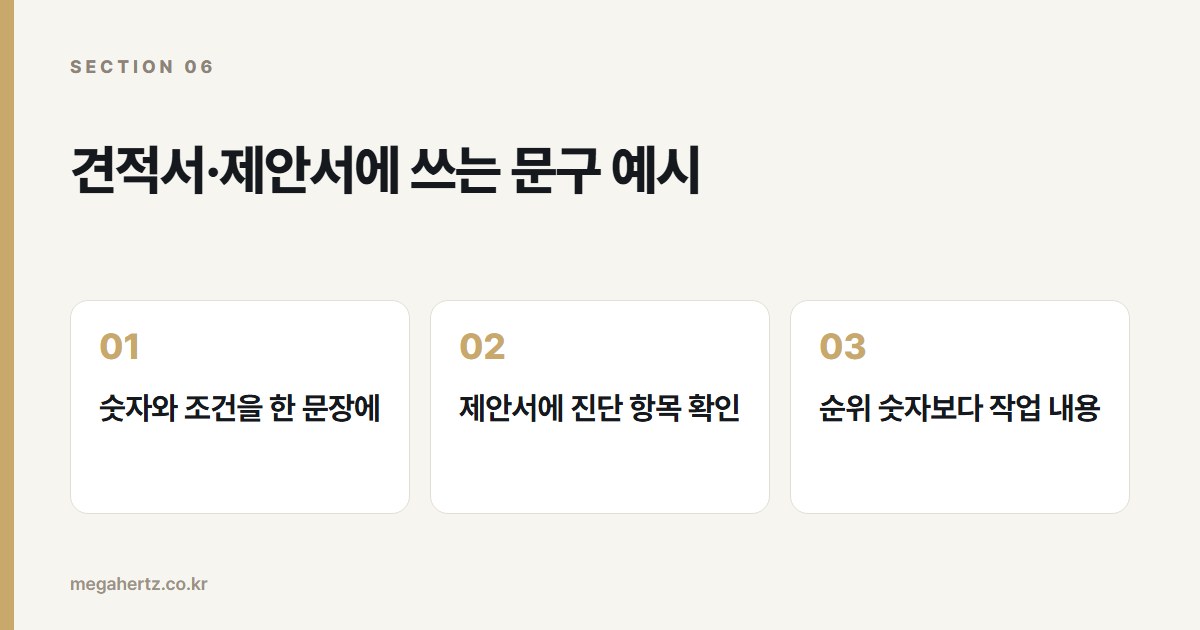 SECTION 06
견적서·제안서에 쓰는 문구 예시
01
숫자와 조건을 한 문장에
02
제안서에 진단 항목 확인
03
순위 숫자보다 작업 내용
megahertz.co.kr